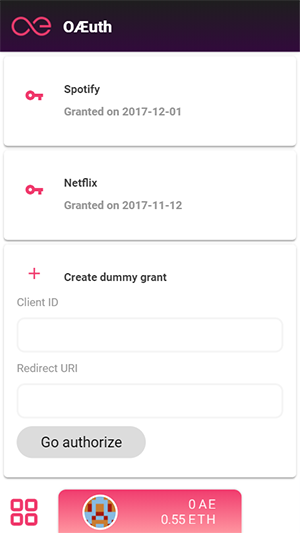 OÆuth
Spotify
Granted on 2017-12-01
Netflix
Granted on 2017-11-12
Create dummy grant
Client ID
Redirect URI
Go authorize
0 AE
0.55 ETH